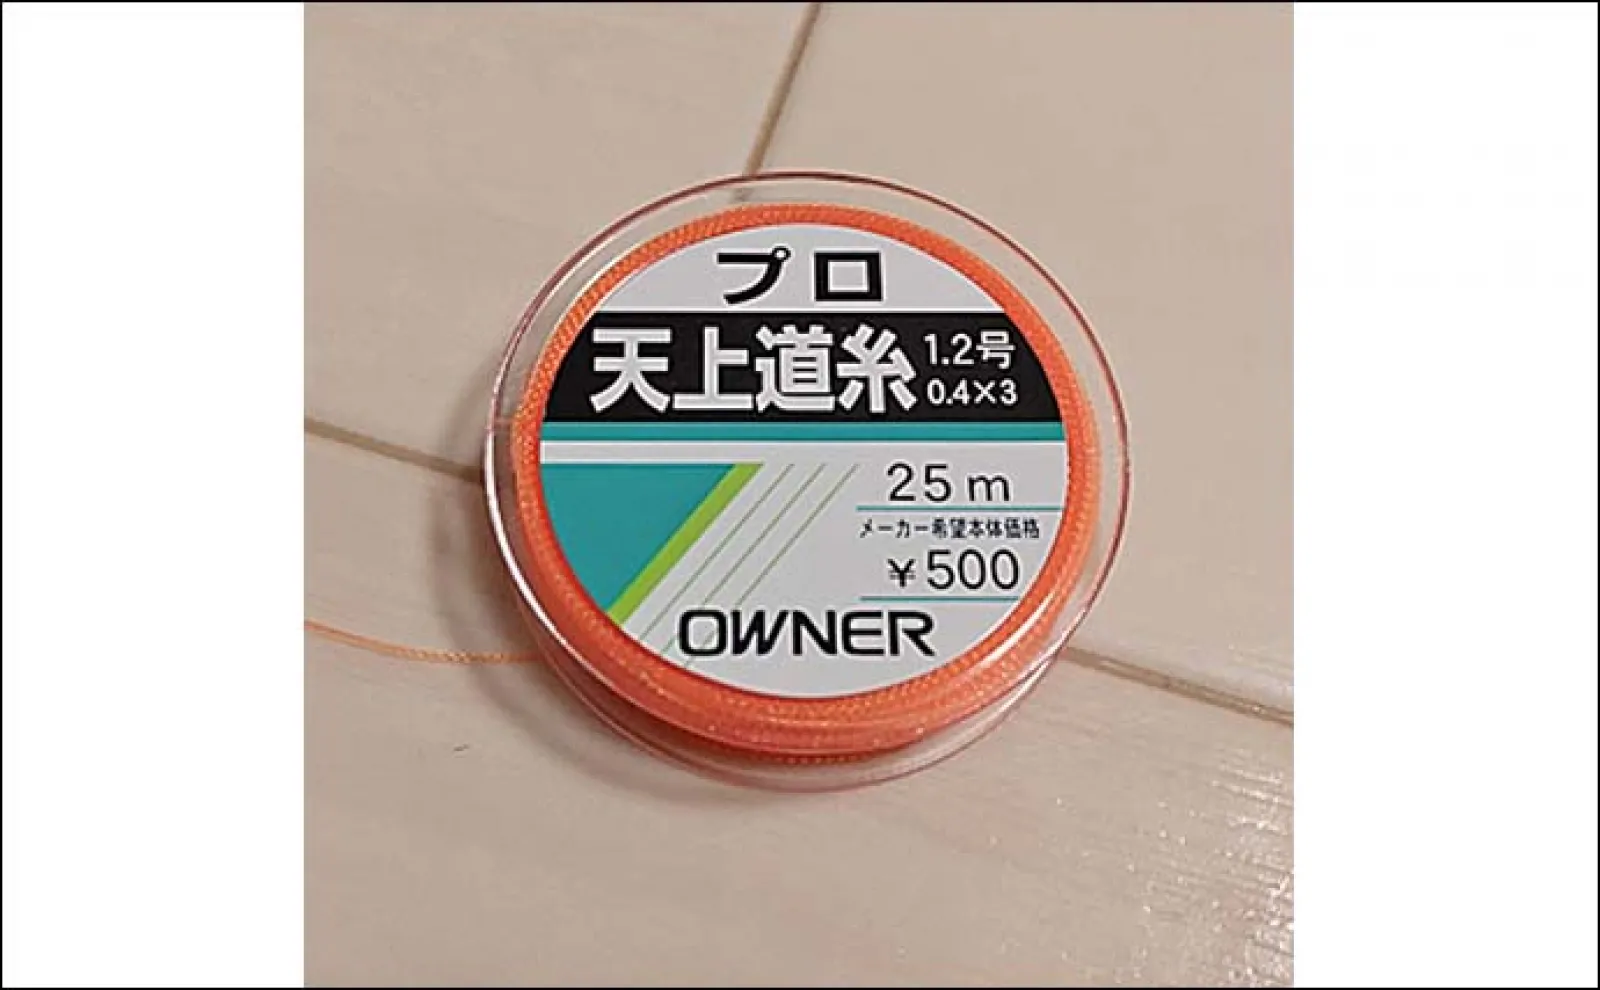 プロ
天上道糸 1.2号
0.4×3
25m
メーカー希望本体価格
¥500
OWNER